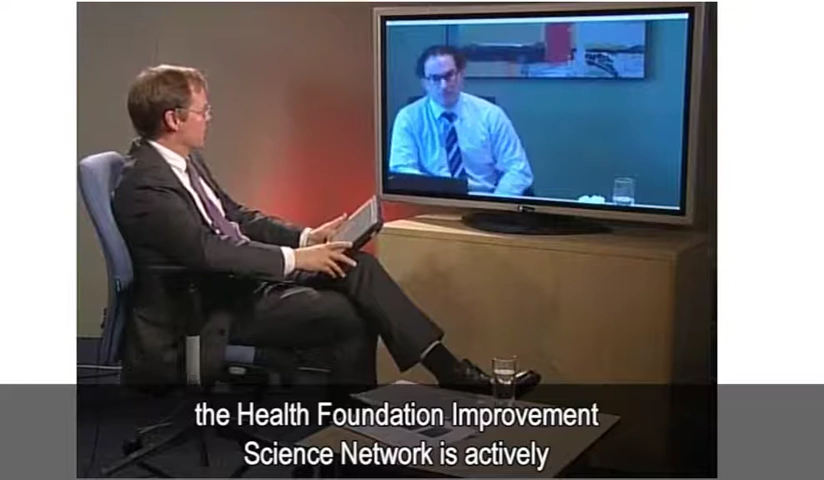 the Health Foundation Improvement
Science Network is actively